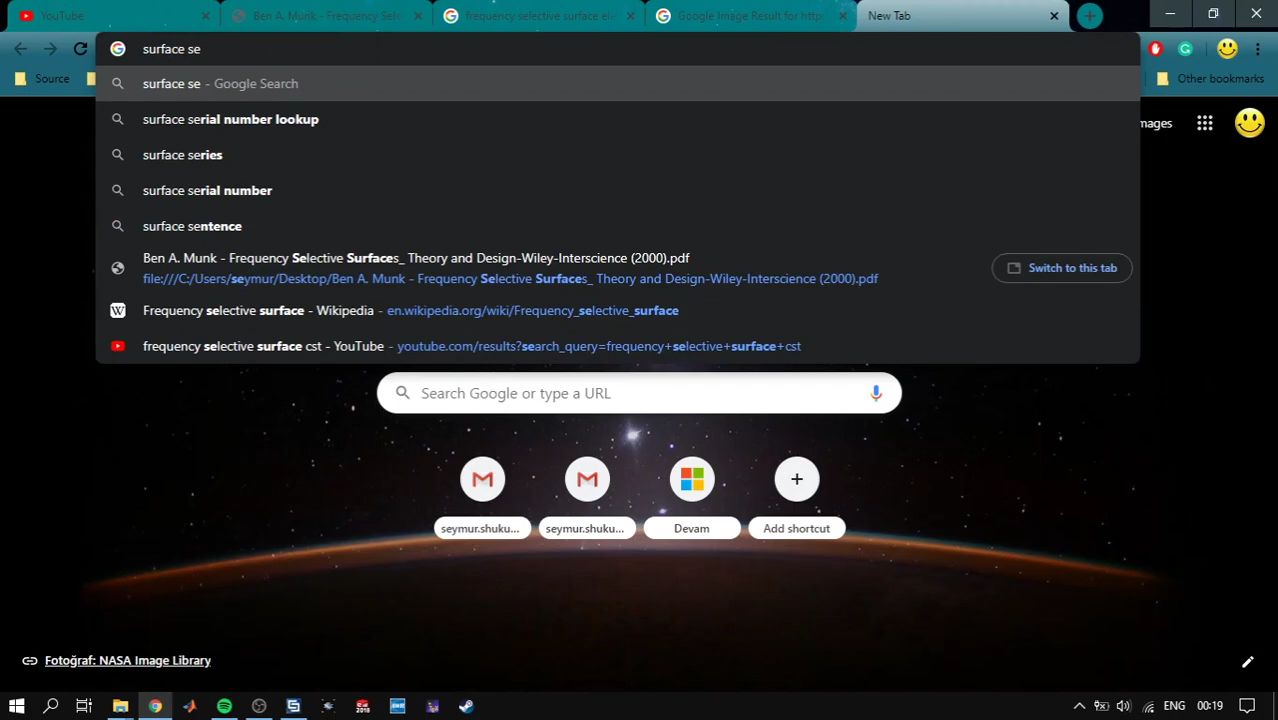 YouTube
Ben A. Munk - Frequency Sele
frequency selective surface ele
Google Image Result for http
New Tab
surface se
Source
Other bookmarks
surface se - Google Search
surface serial number lookup
mages
surface series
surface serial number
surface sentence
Ben A. Munk - Frequency Selective Surfaces_ Theory and Design-Wiley-Interscience (2000).pdf
file:///C:/Users/seymur/Desktop/Ben A. Munk - Frequency Selective Surfaces_ Theory and Design-Wiley-Interscience (2000).pdf
Switch to this tab
Frequency selective surface - Wikipedia - en.wikipedia.org/wiki/Frequency_selective_surface
frequency selective surface cst - YouTube - youtube.com/results?search_query=frequency+selective+surface+cst
Search Google or type a URL
seymur.shuku...
seymur.shuku...
Devam
Add shortcut
Fotoğraf: NASA Image Library
ENG
00:19